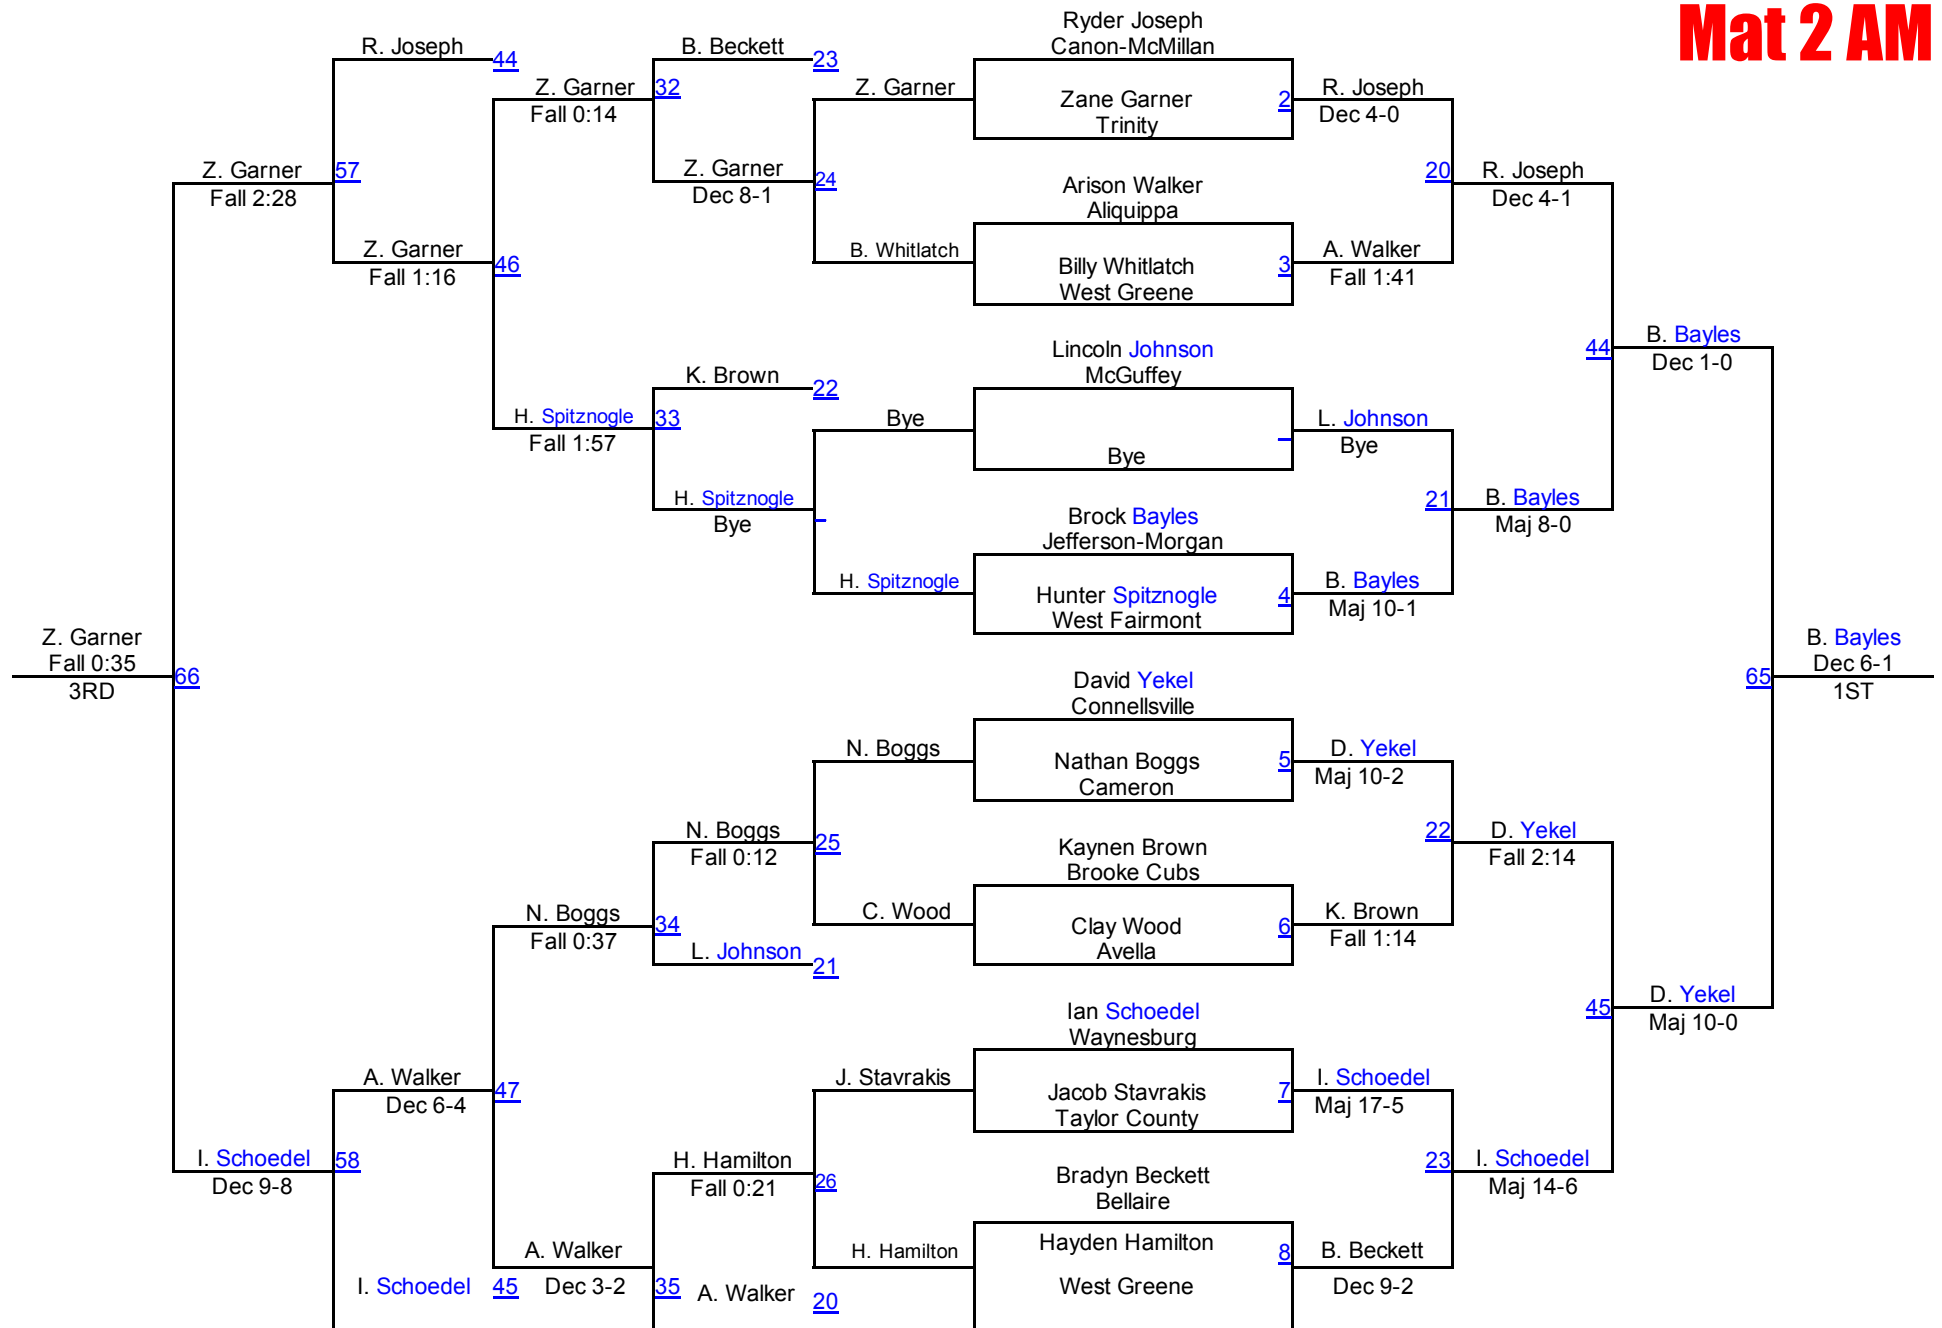 Mat 2 AM
Ryder Joseph
R. Joseph
B. Beckett
Canon-McMillan
44
23
Z. Garner
32
Z. Garner
R. Joseph
Fall 0:14
Zane Garner
2
Dec 4-0
Trinity
Z. Garner
57
Z. Garner
24
20
R. Joseph
Fall 2:28
Dec 8-1
Arison Walker
Dec 4-1
Aliquippa
Z. Garner
46
B. Whitlatch
A. Walker
Fall 1:16
Billy Whitlatch
3
Fall 1:41
West Greene
Lincoln Johnson
44
B. Bayles
K. Brown
22
McGuffey
Dec 1-0
H. Spitznogle
33
Bye
L. Johnson
Fall 1:57
Bye
Bye
H. Spitznogle
21
B. Bayles
Bye
Brock Bayles
Maj 8-0
Jefferson-Morgan
H. Spitznogle
B. Bayles
Hunter Spitznogle
4
Maj 10-1
West Fairmont
Z. Garner
B. Bayles
Fall 0:35
Dec 6-1
3RD
66
David Yekel
65
1ST
Connellsville
N. Boggs
D. Yekel
Nathan Boggs
5
Maj 10-2
Cameron
N. Boggs
25
22
D. Yekel
Fall 0:12
Kaynen Brown
Fall 2:14
Brooke Cubs
N. Boggs
34
C. Wood
K. Brown
Fall 0:37
Clay Wood
6
Fall 1:14
L. Johnson
21
Avella
Ian Schoedel
45
D. Yekel
Waynesburg
Maj 10-0
A. Walker
47
J. Stavrakis
I. Schoedel
Dec 6-4
Jacob Stavrakis
7
Maj 17-5
Taylor County
I. Schoedel
58
H. Hamilton
26
23
I. Schoedel
Dec 9-8
Fall 0:21
Bradyn Beckett
Maj 14-6
Bellaire
A. Walker
H. Hamilton
Hayden Hamilton
8
B. Beckett
I. Schoedel
45
Dec 3-2
35
A. Walker
20
West Greene
Dec 9-2